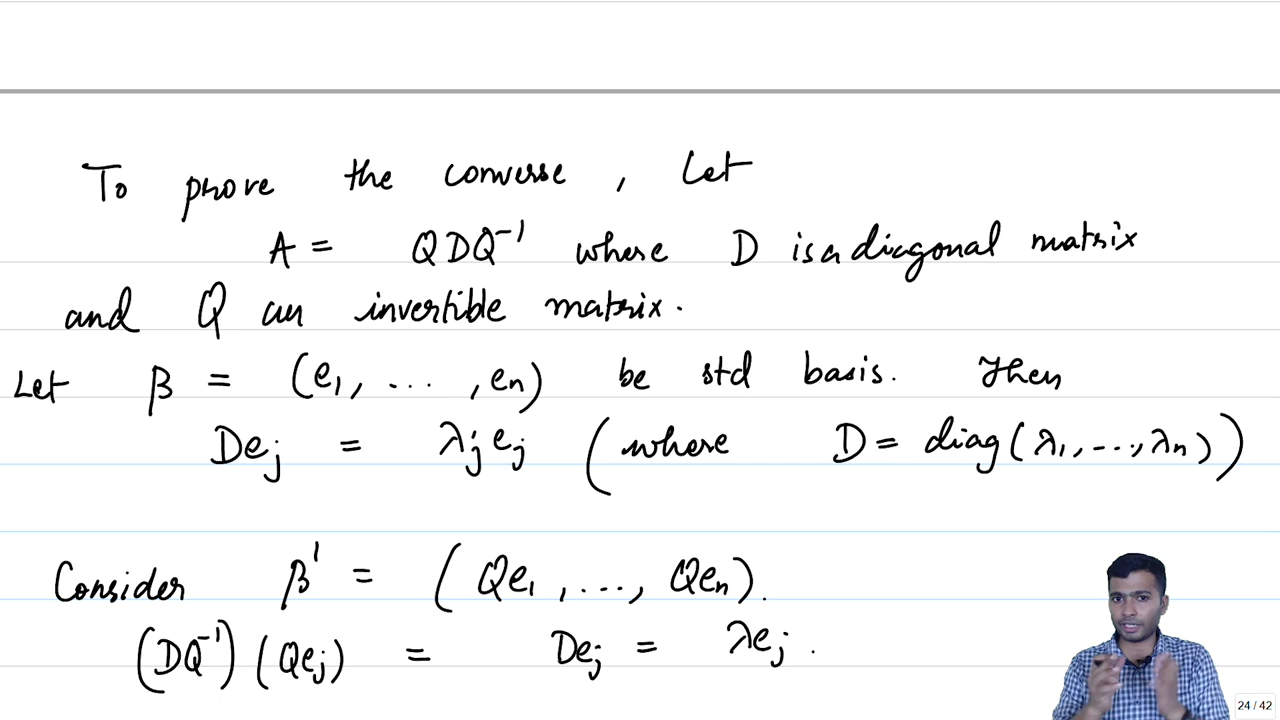 To prove the converse, Let
A = QDQ⁻¹ where D is a diagonal matrix
and Q an invertible matrix.
Let β = (e₁, ..., eₙ) be std basis. Then
Deⱼ = λⱼeⱼ (where D = diag(λ₁, ..., λₙ))
Consider β' = (Qe₁, ..., Qeₙ).
(DQ⁻¹)(Qeⱼ) = Deⱼ = λeⱼ.
24 / 42